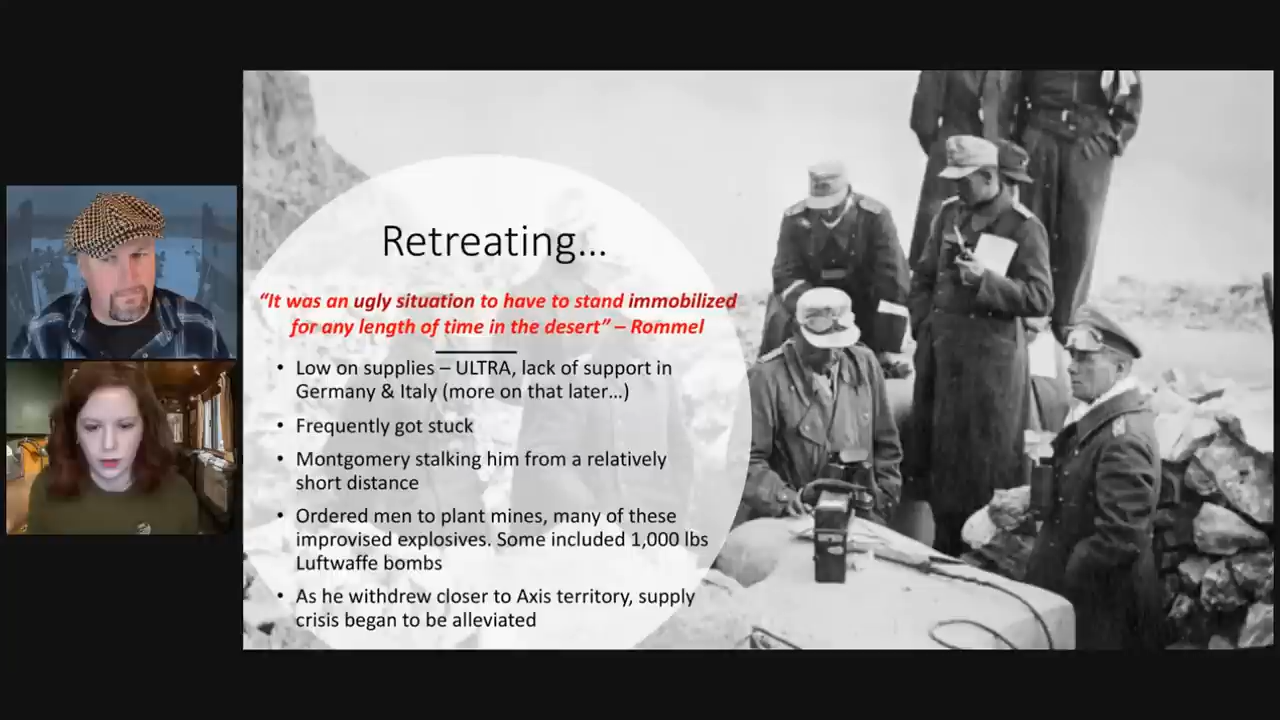 Retreating...
“It was an ugly situation to have to stand immobilized
for any length of time in the desert” – Rommel
• Low on supplies – ULTRA, lack of support in
Germany & Italy (more on that later…)
• Frequently got stuck
• Montgomery stalking him from a relatively
short distance
• Ordered men to plant mines, many of these
improvised explosives. Some included 1,000 lbs
Luftwaffe bombs
• As he withdrew closer to Axis territory, supply
crisis began to be alleviated